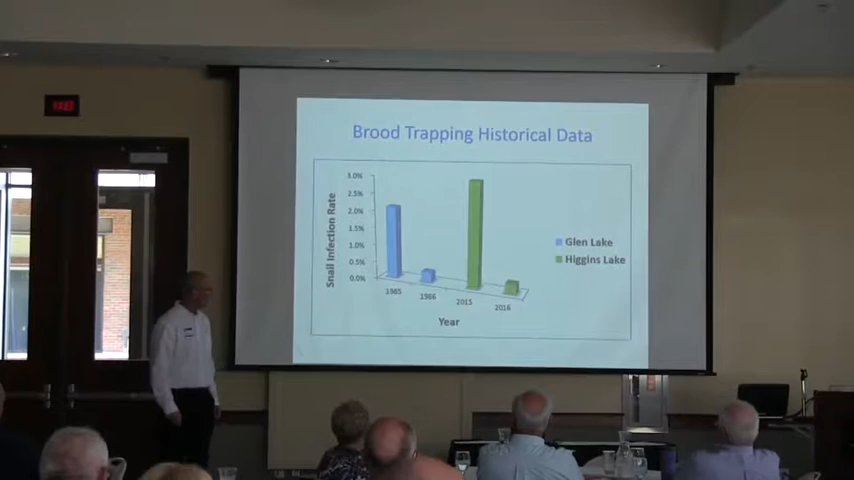 Brood Trapping Historical Data
3.0%
2.5%
2.0%
1.5%
1.0%
0.5%
0.0%
Snail Infection Rate
1985
1986
2015
2016
Year
Glen Lake
Higgins Lake